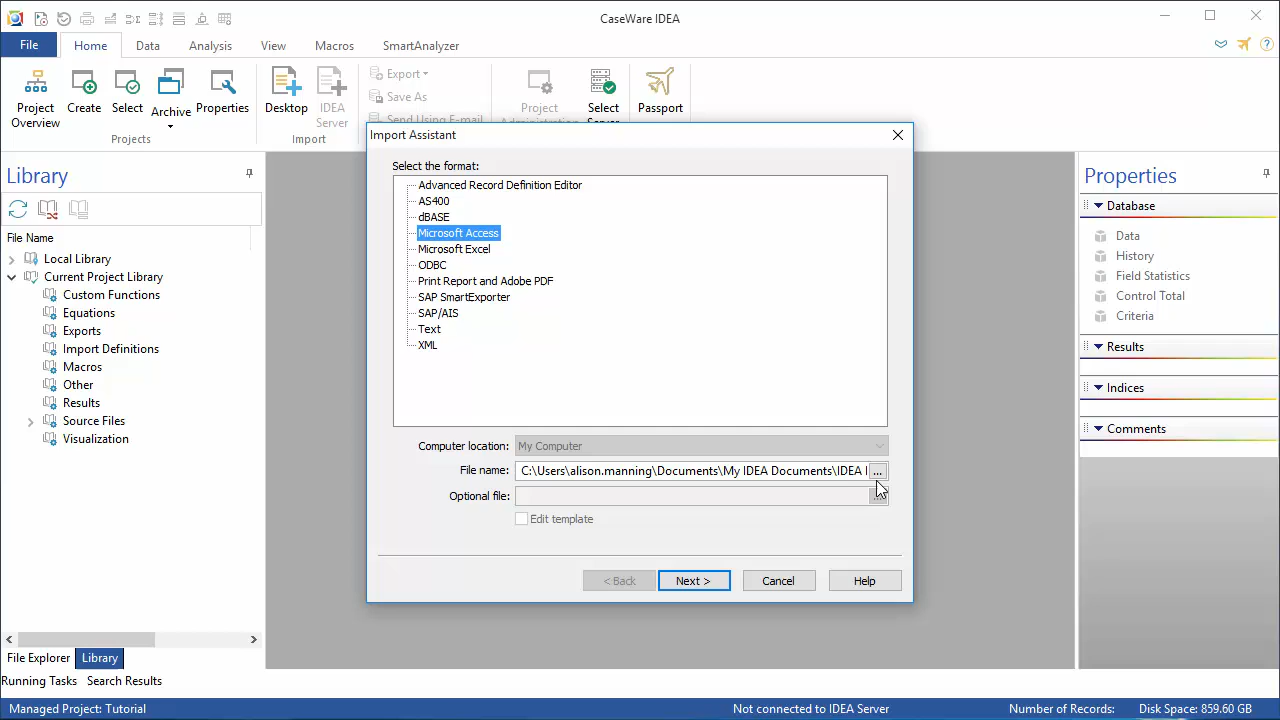 CaseWare IDEA
File Home Data Analysis View Macros SmartAnalyzer
Project Overview
Create
Select
Archive
Properties
Projects
Desktop
IDEA Server
Import
Export
Save As
Send Using E-mail
Project Administration
Select Server
Passport
Library
File Name
Local Library
Current Project Library
Custom Functions
Equations
Exports
Import Definitions
Macros
Other
Results
Source Files
Visualization
File Explorer Library
Running Tasks Search Results
Import Assistant
Select the format:
Advanced Record Definition Editor
AS400
dBASE
Microsoft Access
Microsoft Excel
ODBC
Print Report and Adobe PDF
SAP SmartExporter
SAP/AIS
Text
XML
Computer location: My Computer
File name: C:\Users\alison.manning\Documents\My IDEA Documents\IDEA I ...
Optional file:
Edit template
< Back Next > Cancel Help
Properties
Database
Data
History
Field Statistics
Control Total
Criteria
Results
Indices
Comments
Managed Project: Tutorial Not connected to IDEA Server Number of Records: Disk Space: 859.60 GB